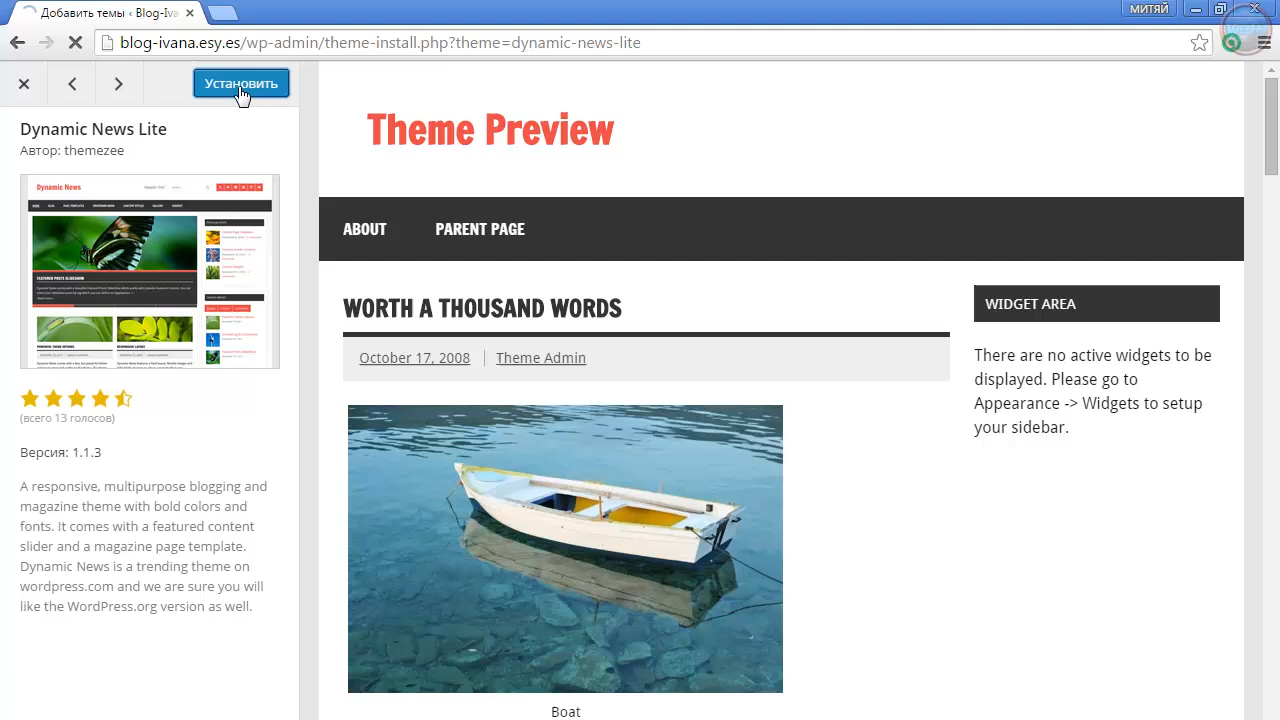 Добавить темы ‹ Blog-Iva
МИТЯЙ
blog-ivana.esy.es/wp-admin/theme-install.php?theme=dynamic-news-lite
Установить
Dynamic News Lite
Автор: themezee
Dynamic News
FEATURED POSTS SLIDESHOW
(всего 13 голосов)
Версия: 1.1.3
A responsive, multipurpose blogging and
magazine theme with bold colors and
fonts. It comes with a featured content
slider and a magazine page template.
Dynamic News is a trending theme on
wordpress.com and we are sure you will
like the WordPress.org version as well.
Theme Preview
ABOUT
PARENT PAGE
WORTH A THOUSAND WORDS
October 17, 2008
Theme Admin
Boat
WIDGET AREA
There are no active widgets to be
displayed. Please go to
Appearance -> Widgets to setup
your sidebar.